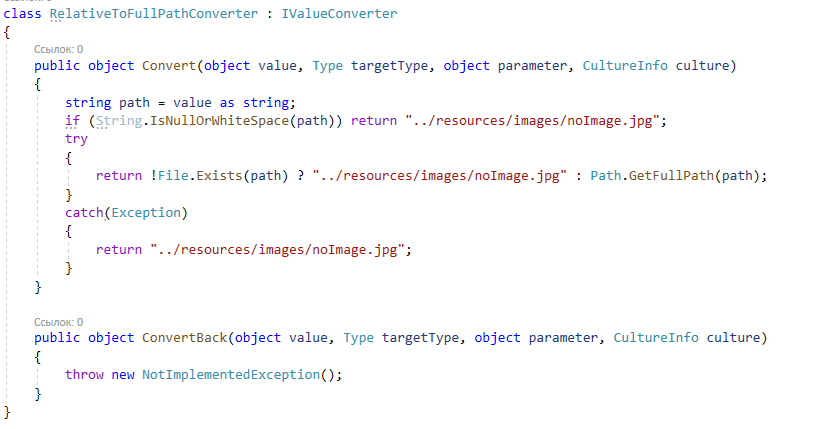 class RelativeToFullPathConverter : IValueConverter
{
Ссылок: 0
public object Convert(object value, Type targetType, object parameter, CultureInfo culture)
{
string path = value as string;
if (String.IsNullOrWhiteSpace(path)) return "../resources/images/noImage.jpg";
try
{
return !File.Exists(path) ? "../resources/images/noImage.jpg" : Path.GetFullPath(path);
}
catch(Exception)
{
return "../resources/images/noImage.jpg";
}
}
Ссылок: 0
public object ConvertBack(object value, Type targetType, object parameter, CultureInfo culture)
{
throw new NotImplementedException();
}
}